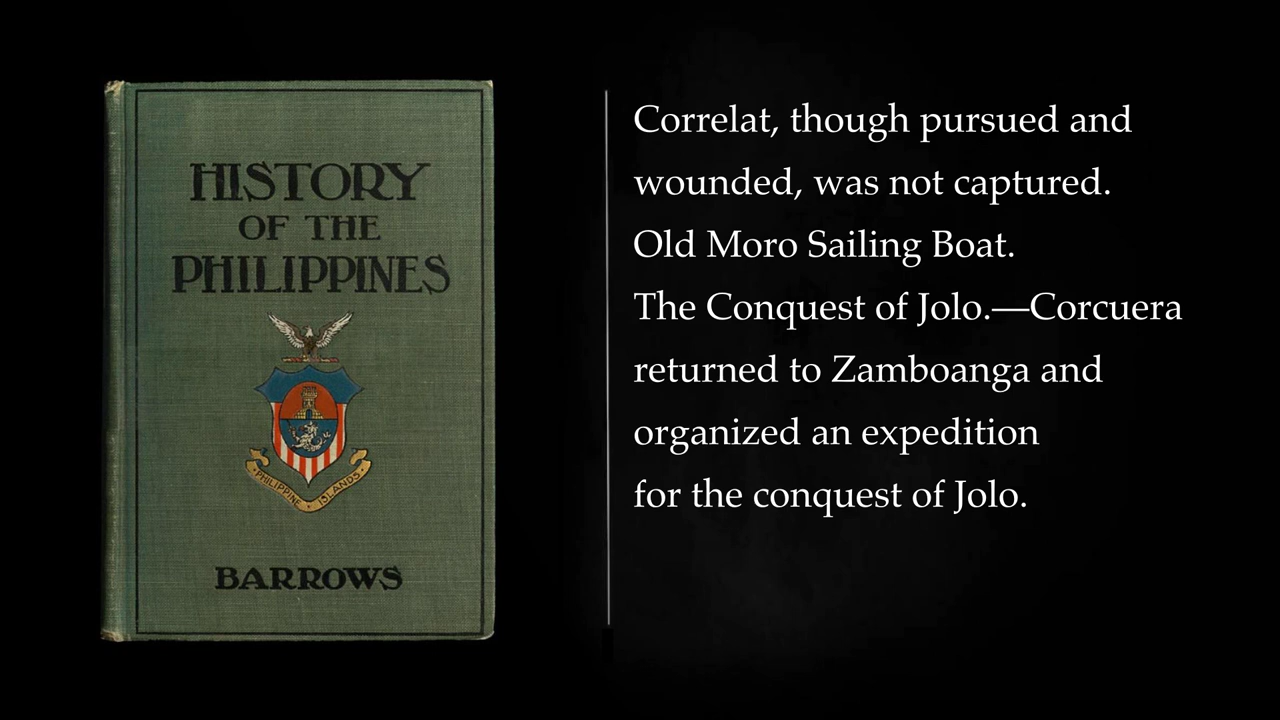 HISTORY
OF THE
PHILIPPINES
PHILIPPINE ISLANDS
BARROWS
Correlat, though pursued and
wounded, was not captured.
Old Moro Sailing Boat.
The Conquest of Jolo.—Corcuera
returned to Zamboanga and
organized an expedition
for the conquest of Jolo.